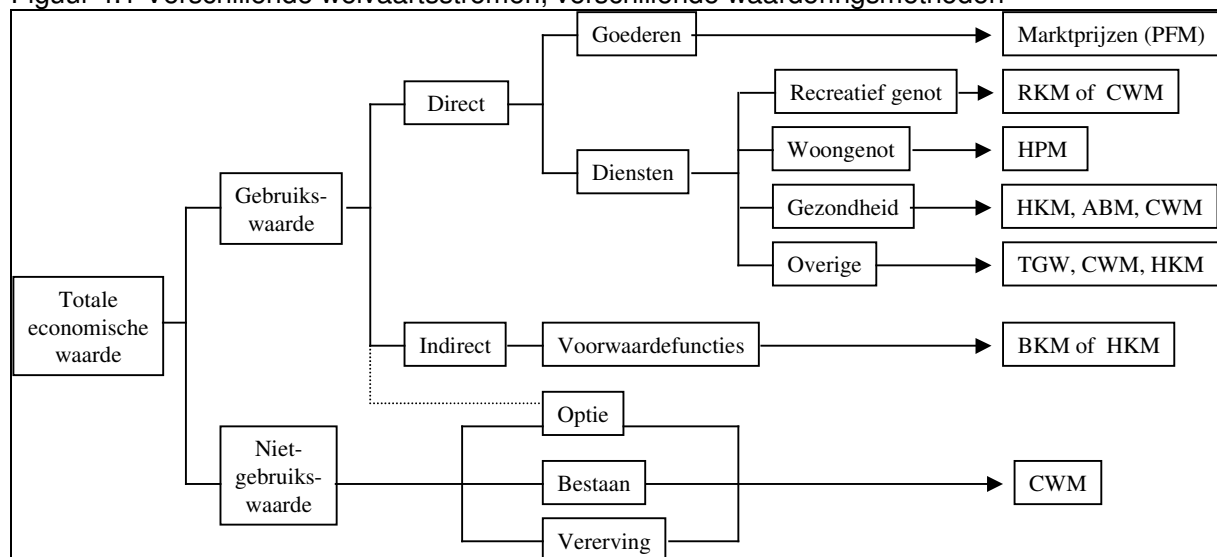 Figuur 4.1 Verschillende welvaartsstromen, verschillende waarderingsmethoden
Goederen
Marktprijzen (PFM)
Direct
Recreatief genot
RKM of CWM
Woongenot
HPM
Diensten
Gebruiks-
waarde
Gezondheid
HKM, ABM, CWM
Overige
TGW, CWM, HKM
Totale
economische
waarde
Indirect
Voorwaardefuncties
BKM of HKM
Optie
Niet-
gebruiks-
waarde
Bestaan
CWM
Vererving